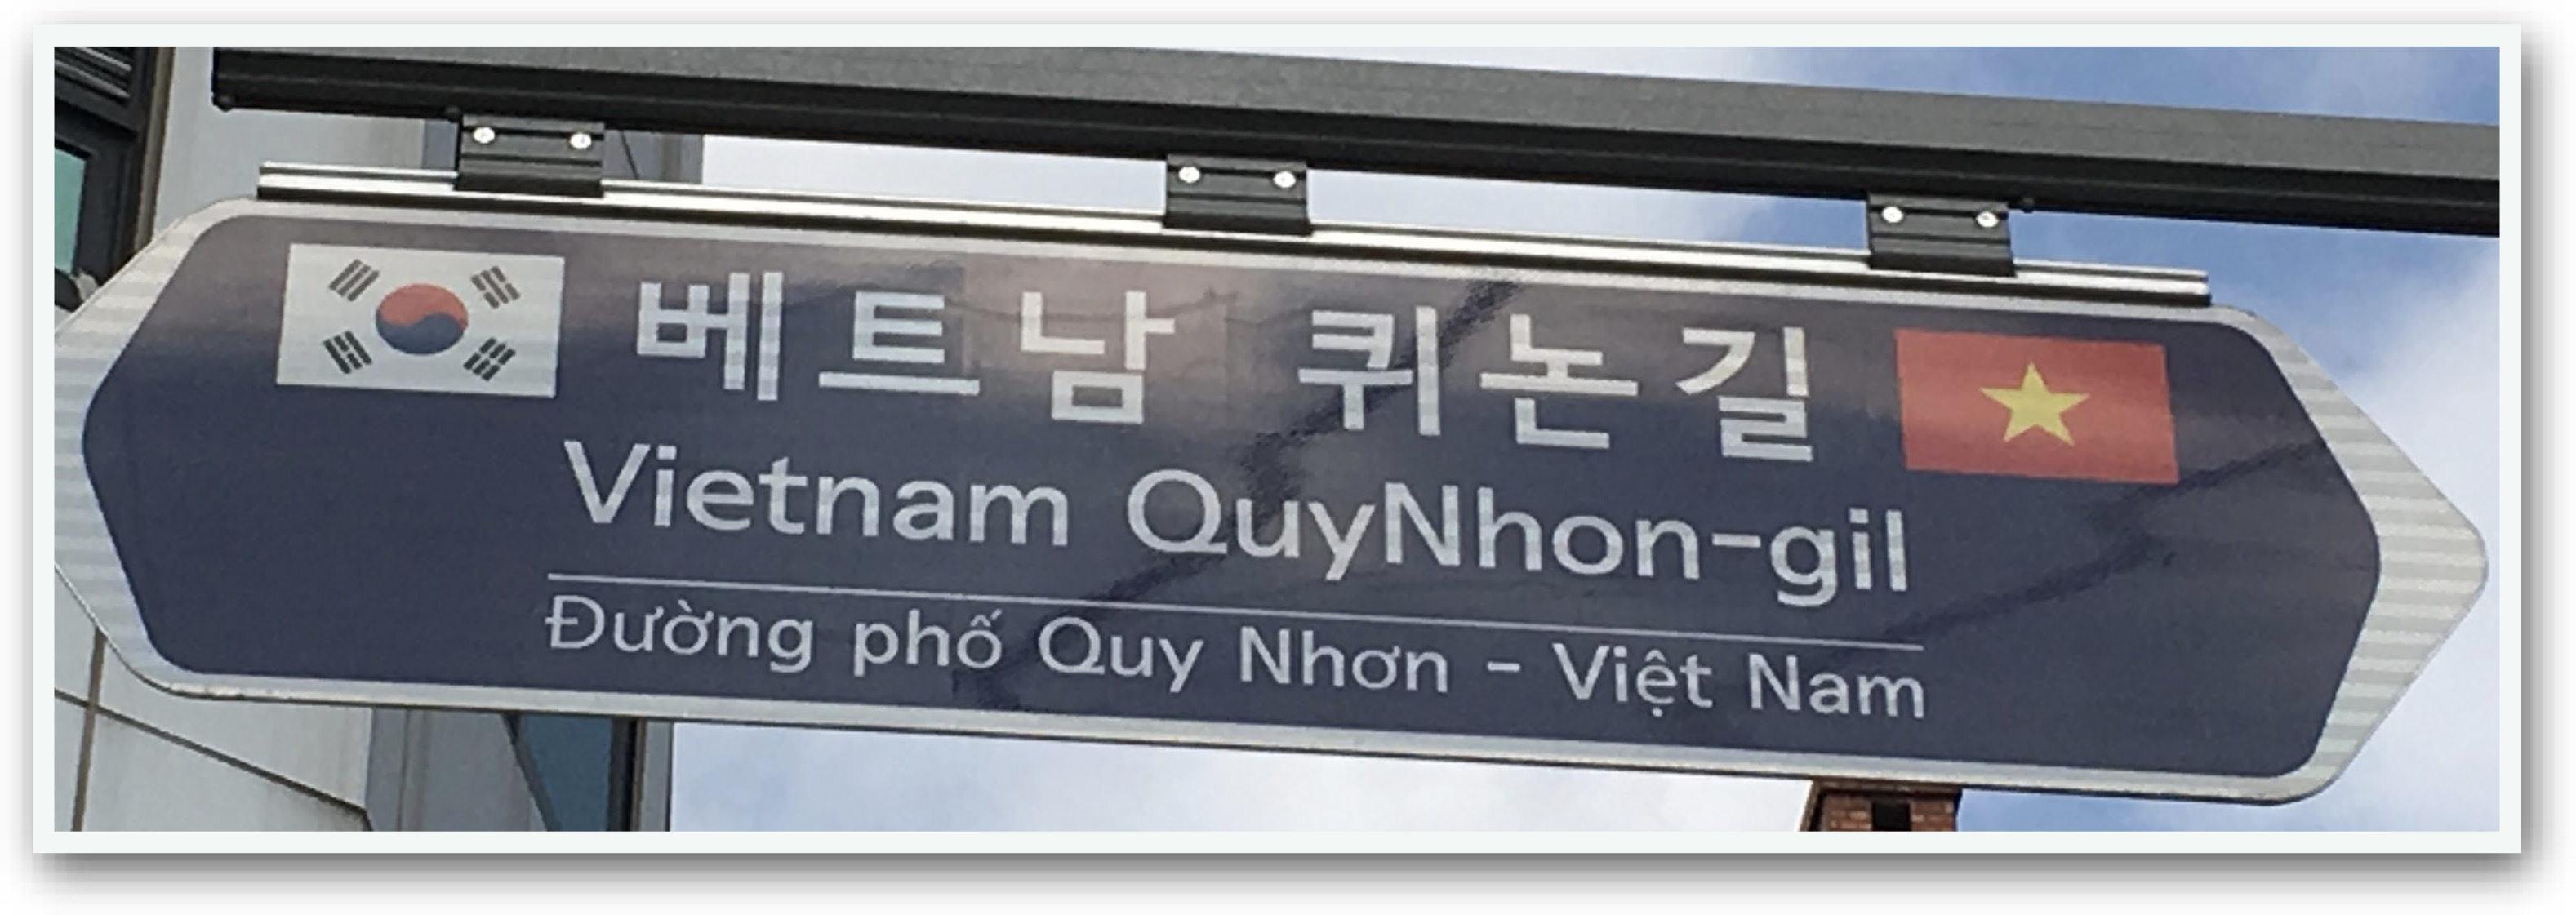 베트남 퀴논길
Vietnam QuyNhon-gil
Đường phố Quy Nhơn - Việt Nam